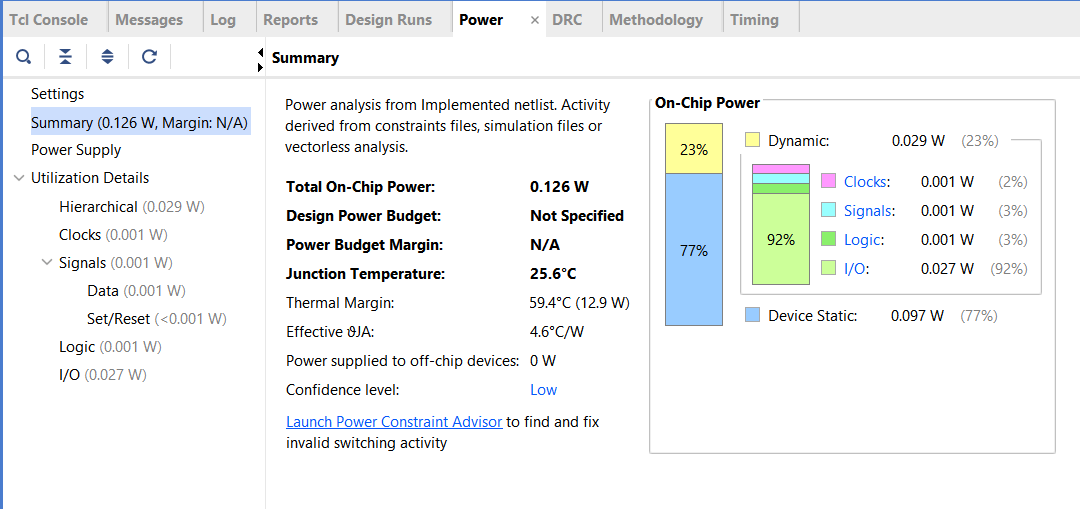 Tcl Console Messages Log Reports Design Runs Power × DRC Methodology Timing
Summary
Settings
Summary (0.126 W, Margin: N/A)
Power Supply
Utilization Details
Hierarchical (0.029 W)
Clocks (0.001 W)
Signals (0.001 W)
Data (0.001 W)
Set/Reset (<0.001 W)
Logic (0.001 W)
I/O (0.027 W)
Power analysis from Implemented netlist. Activity
derived from constraints files, simulation files or
vectorless analysis.
Total On-Chip Power: 0.126 W
Design Power Budget: Not Specified
Power Budget Margin: N/A
Junction Temperature: 25.6°C
Thermal Margin: 59.4°C (12.9 W)
Effective ϑJA: 4.6°C/W
Power supplied to off-chip devices: 0 W
Confidence level: Low
Launch Power Constraint Advisor to find and fix
invalid switching activity
On-Chip Power
23%
77%
Dynamic: 0.029 W (23%)
92%
Clocks: 0.001 W (2%)
Signals: 0.001 W (3%)
Logic: 0.001 W (3%)
I/O: 0.027 W (92%)
Device Static: 0.097 W (77%)